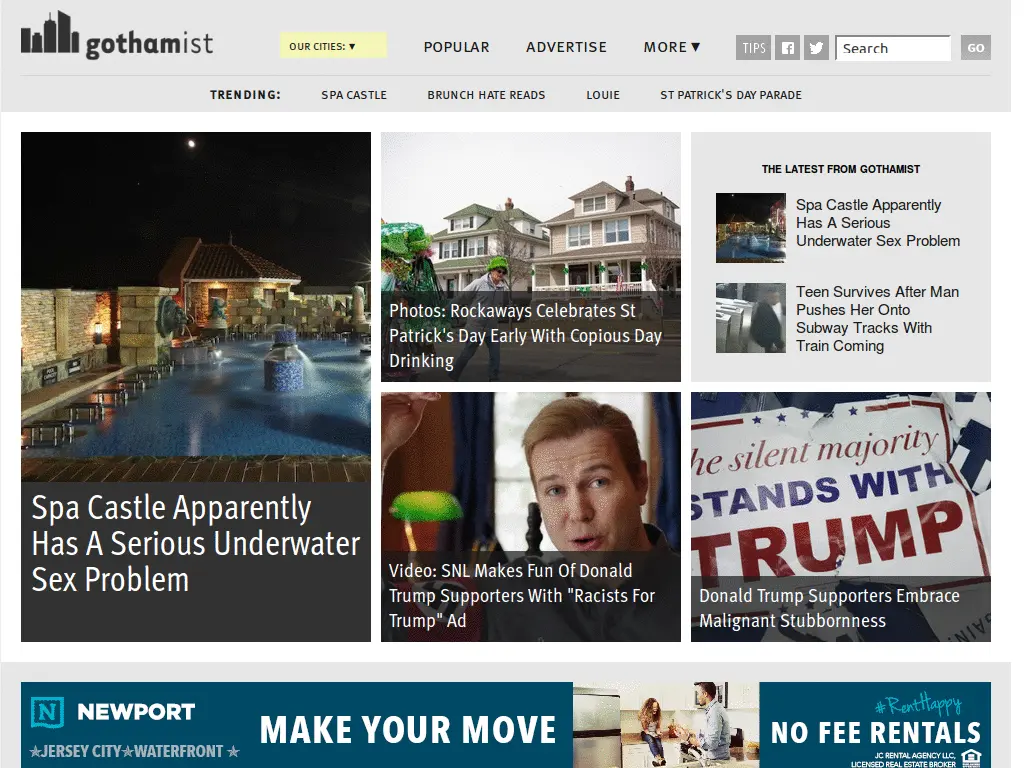 gothamist
OUR CITIES: ▼
POPULAR
ADVERTISE
MORE ▼
TIPS
Search
GO
TRENDING:
SPA CASTLE
BRUNCH HATE READS
LOUIE
ST PATRICK'S DAY PARADE
Spa Castle Apparently
Has A Serious Underwater
Sex Problem
Photos: Rockaways Celebrates St
Patrick's Day Early With Copious Day
Drinking
THE LATEST FROM GOTHAMIST
Spa Castle Apparently
Has A Serious
Underwater Sex Problem
Teen Survives After Man
Pushes Her Onto
Subway Tracks With
Train Coming
Video: SNL Makes Fun Of Donald
Trump Supporters With "Racists For
Trump" Ad
he silent majority
STANDS WITH
TRUMP
Donald Trump Supporters Embrace
Malignant Stubbornness
N NEWPORT
★JERSEY CITY★WATERFRONT ★
MAKE YOUR MOVE
#RentHappy
NO FEE RENTALS
JC RENTAL AGENCY LLC,
LICENSED REAL ESTATE BROKER